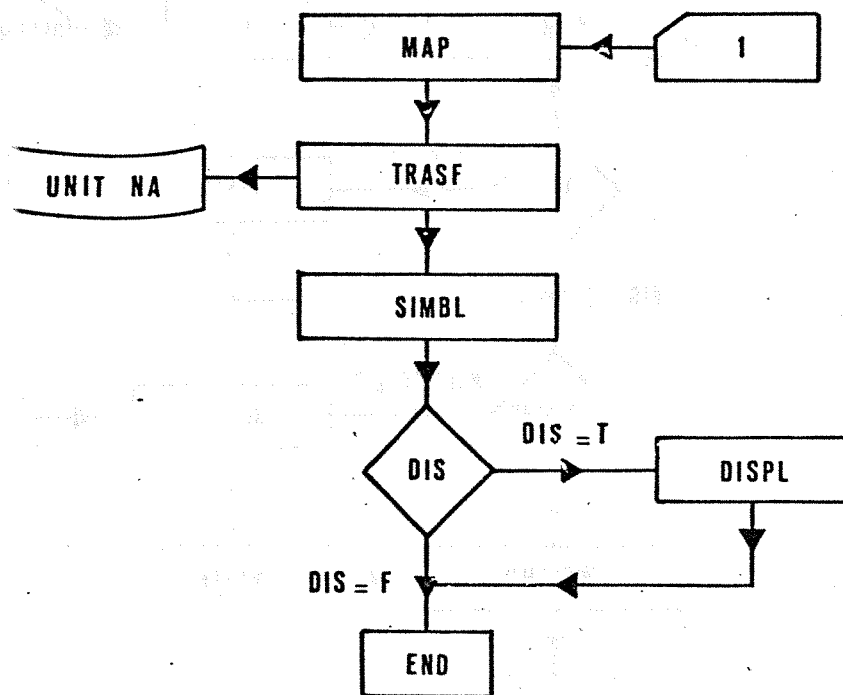 MAP
1
TRASF
UNIT NA
SIMBL
DIS
DIS = T
DISPL
DIS = F
END